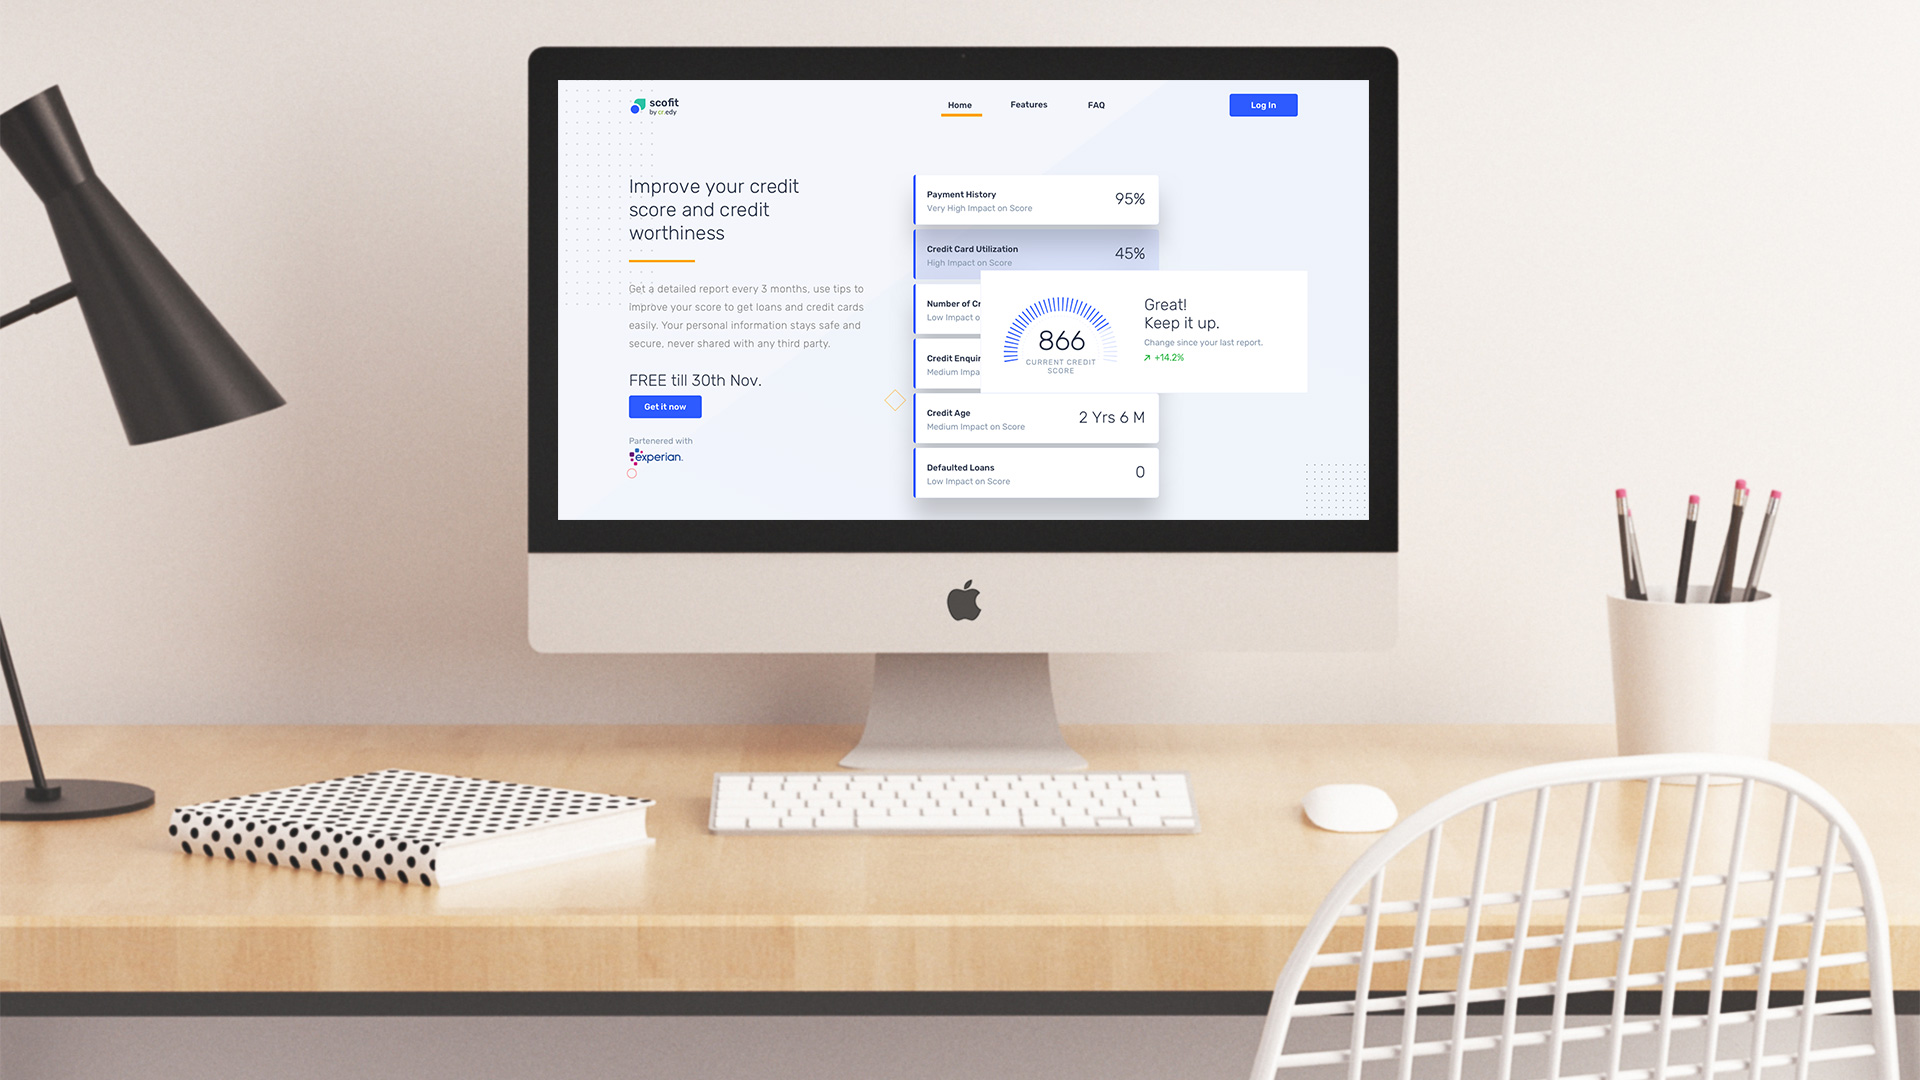 scofit
by cr.edy
Home
Features
FAQ
Log In
Improve your credit
score and credit
worthiness
Get a detailed report every 3 months, use tips to
improve your score to get loans and credit cards
easily. Your personal information stays safe and
secure, never shared with any third party.
FREE till 30th Nov.
Get it now
Partenered with
experian.
Payment History
95%
Very High Impact on Score
Credit Card Utilization
45%
High Impact on Score
Number of
Low Impact
Credit
Medium
866
CURRENT CREDIT
SCORE
Great!
Keep it up.
Change since your last report.
+14.2%
Credit Age
2 Yrs 6 M
Medium Impact on Score
Defaulted Loans
0
Low Impact on Score